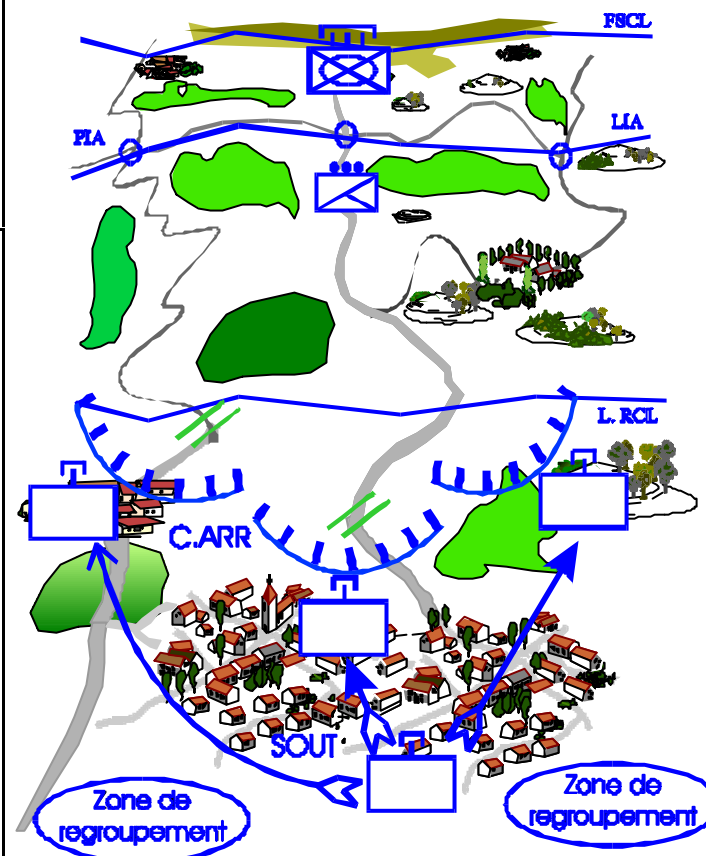 FSCL
PIA
LIA
L. RCL
C.ARR
SOUT
Zone de
regroupement
Zone de
regroupement